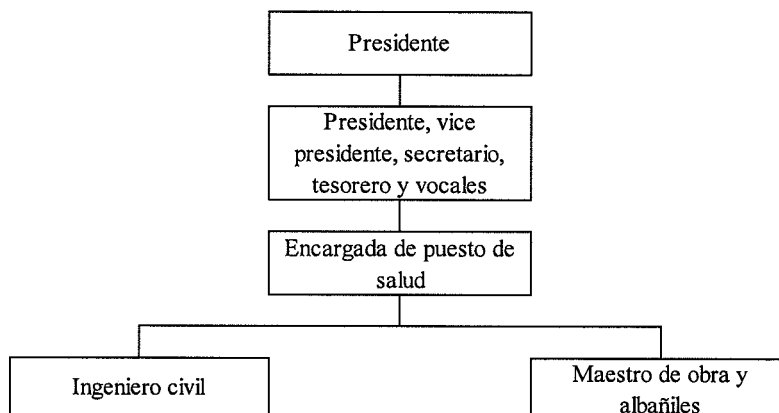 Presidente
Presidente, vice
presidente, secretario,
tesorero y vocales
Encargada de puesto de
salud
Ingeniero civil
Maestro de obra y
albañiles